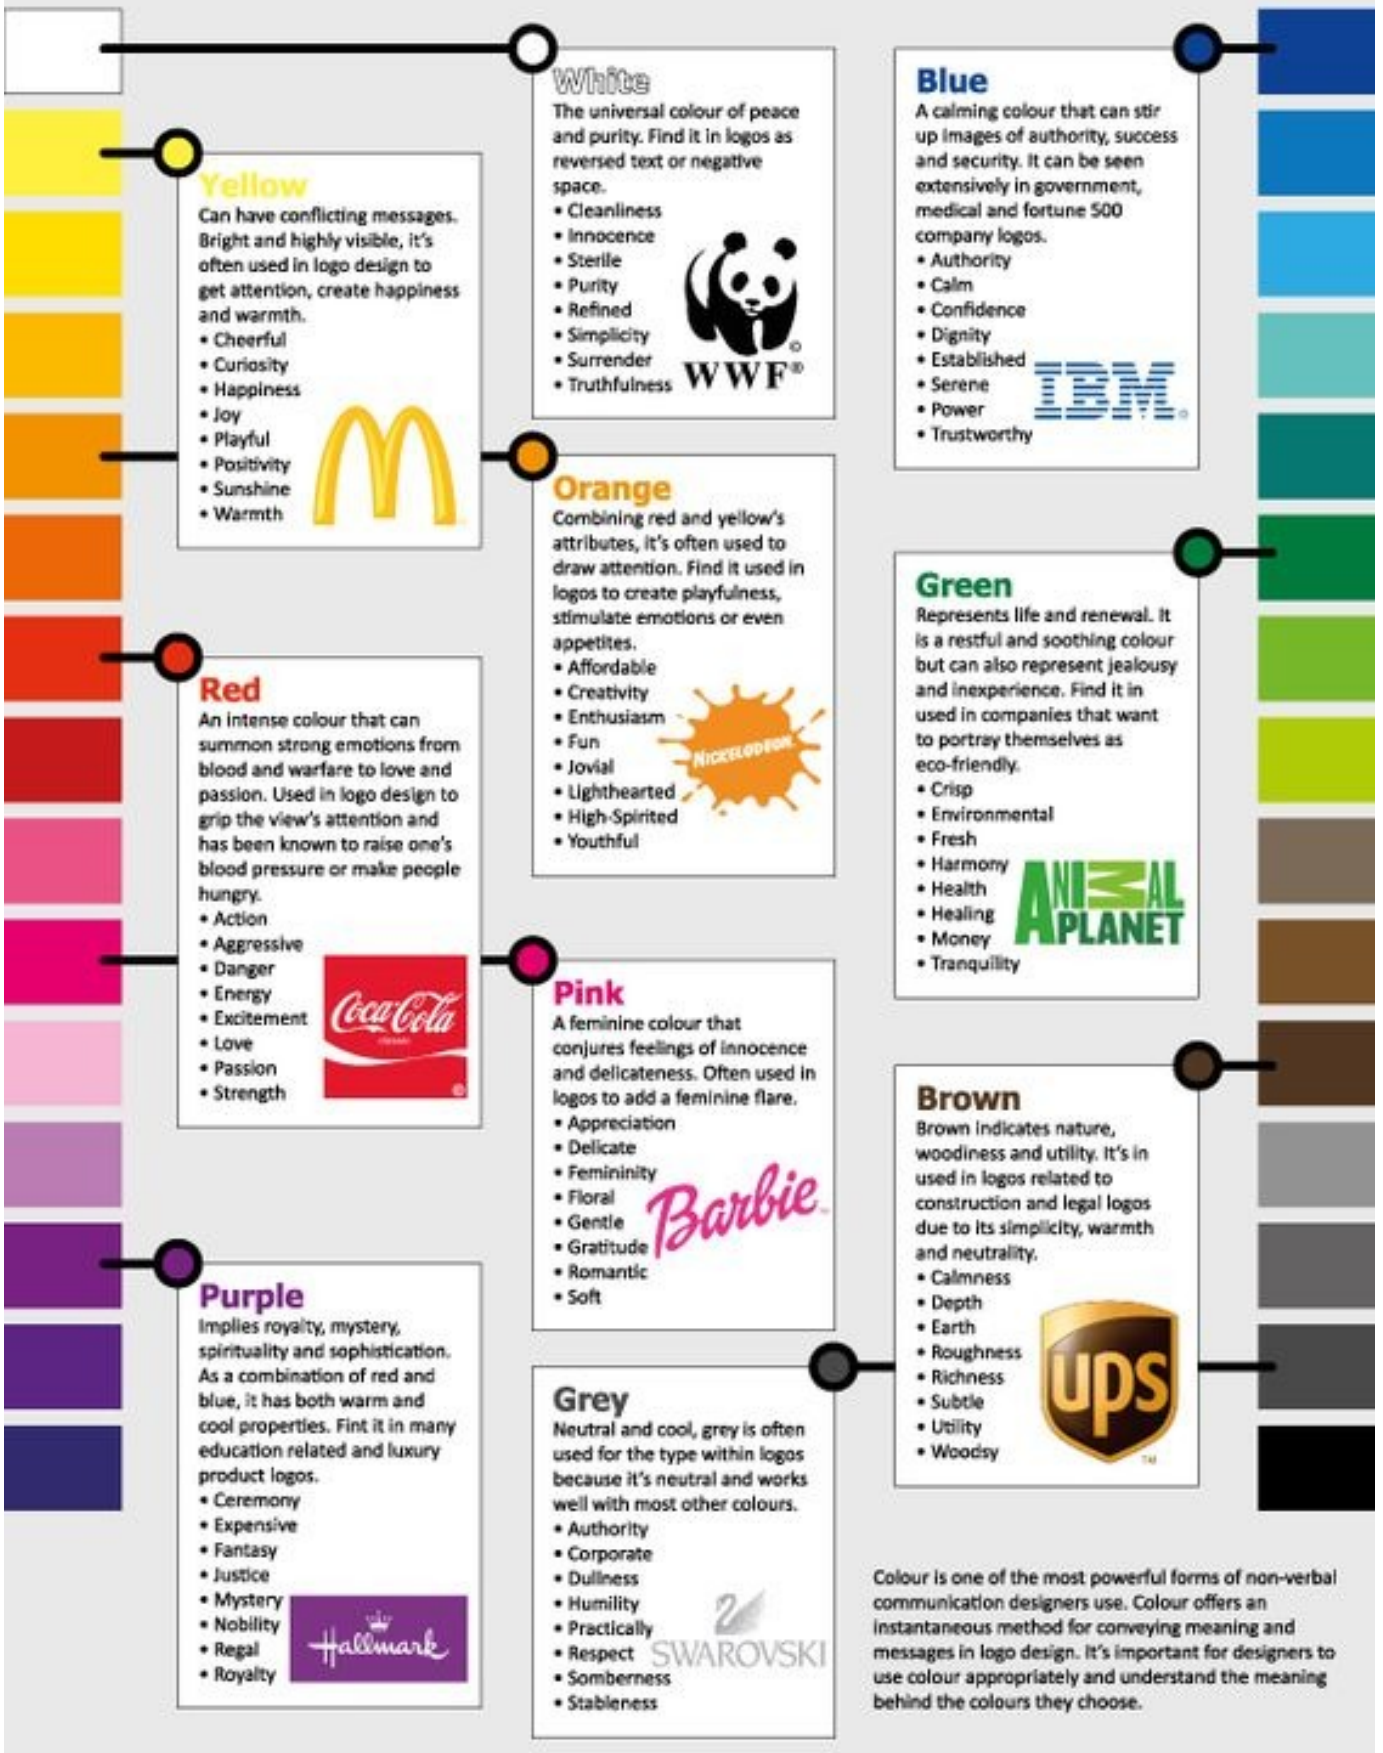 White
The universal colour of peace
and purity. Find it in logos as
reversed text or negative
space.
• Cleanliness
• Innocence
• Sterile
• Purity
• Refined
• Simplicity
• Surrender
• Truthfulness
©
WWF®
Blue
A calming colour that can stir
up images of authority, success
and security. It can be seen
extensively in government,
medical and fortune 500
company logos.
• Authority
• Calm
• Confidence
• Dignity
• Established
• Serene
• Power
• Trustworthy
IBM®
Yellow
Can have conflicting messages.
Bright and highly visible, it's
often used in logo design to
get attention, create happiness
and warmth.
• Cheerful
• Curiosity
• Happiness
• Joy
• Playful
• Positivity
• Sunshine
• Warmth
Orange
Combining red and yellow's
attributes, it's often used to
draw attention. Find it used in
logos to create playfulness,
stimulate emotions or even
appetites.
• Affordable
• Creativity
• Enthusiasm
• Fun
• Jovial
• Lighthearted
• High-Spirited
• Youthful
NICKELODEON
Green
Represents life and renewal. It
is a restful and soothing colour
but can also represent jealousy
and inexperience. Find it in
used in companies that want
to portray themselves as
eco-friendly.
• Crisp
• Environmental
• Fresh
• Harmony
• Health
• Healing
• Money
• Tranquility
ANIMAL
PLANET
Red
An intense colour that can
summon strong emotions from
blood and warfare to love and
passion. Used in logo design to
grip the view's attention and
has been known to raise one's
blood pressure or make people
hungry.
• Action
• Aggressive
• Danger
• Energy
• Excitement
• Love
• Passion
• Strength
Coca-Cola
classic
©
Pink
A feminine colour that
conjures feelings of innocence
and delicateness. Often used in
logos to add a feminine flare.
• Appreciation
• Delicate
• Femininity
• Floral
• Gentle
• Gratitude
• Romantic
• Soft
Barbie
Brown
Brown indicates nature,
woodiness and utility. It's in
used in logos related to
construction and legal logos
due to its simplicity, warmth
and neutrality.
• Calmness
• Depth
• Earth
• Roughness
• Richness
• Subtle
• Utility
• Woodsy
ups
TM
Purple
Implies royalty, mystery,
spirituality and sophistication.
As a combination of red and
blue, it has both warm and
cool properties. Fint it in many
education related and luxury
product logos.
• Ceremony
• Expensive
• Fantasy
• Justice
• Mystery
• Nobility
• Regal
• Royalty
Hallmark
Grey
Neutral and cool, grey is often
used for the type within logos
because it's neutral and works
well with most other colours.
• Authority
• Corporate
• Dullness
• Humility
• Practically
• Respect
• Somberness
• Stableness
SWAROVSKI
Colour is one of the most powerful forms of non-verbal
communication designers use. Colour offers an
instantaneous method for conveying meaning and
messages in logo design. It's important for designers to
use colour appropriately and understand the meaning
behind the colours they choose.